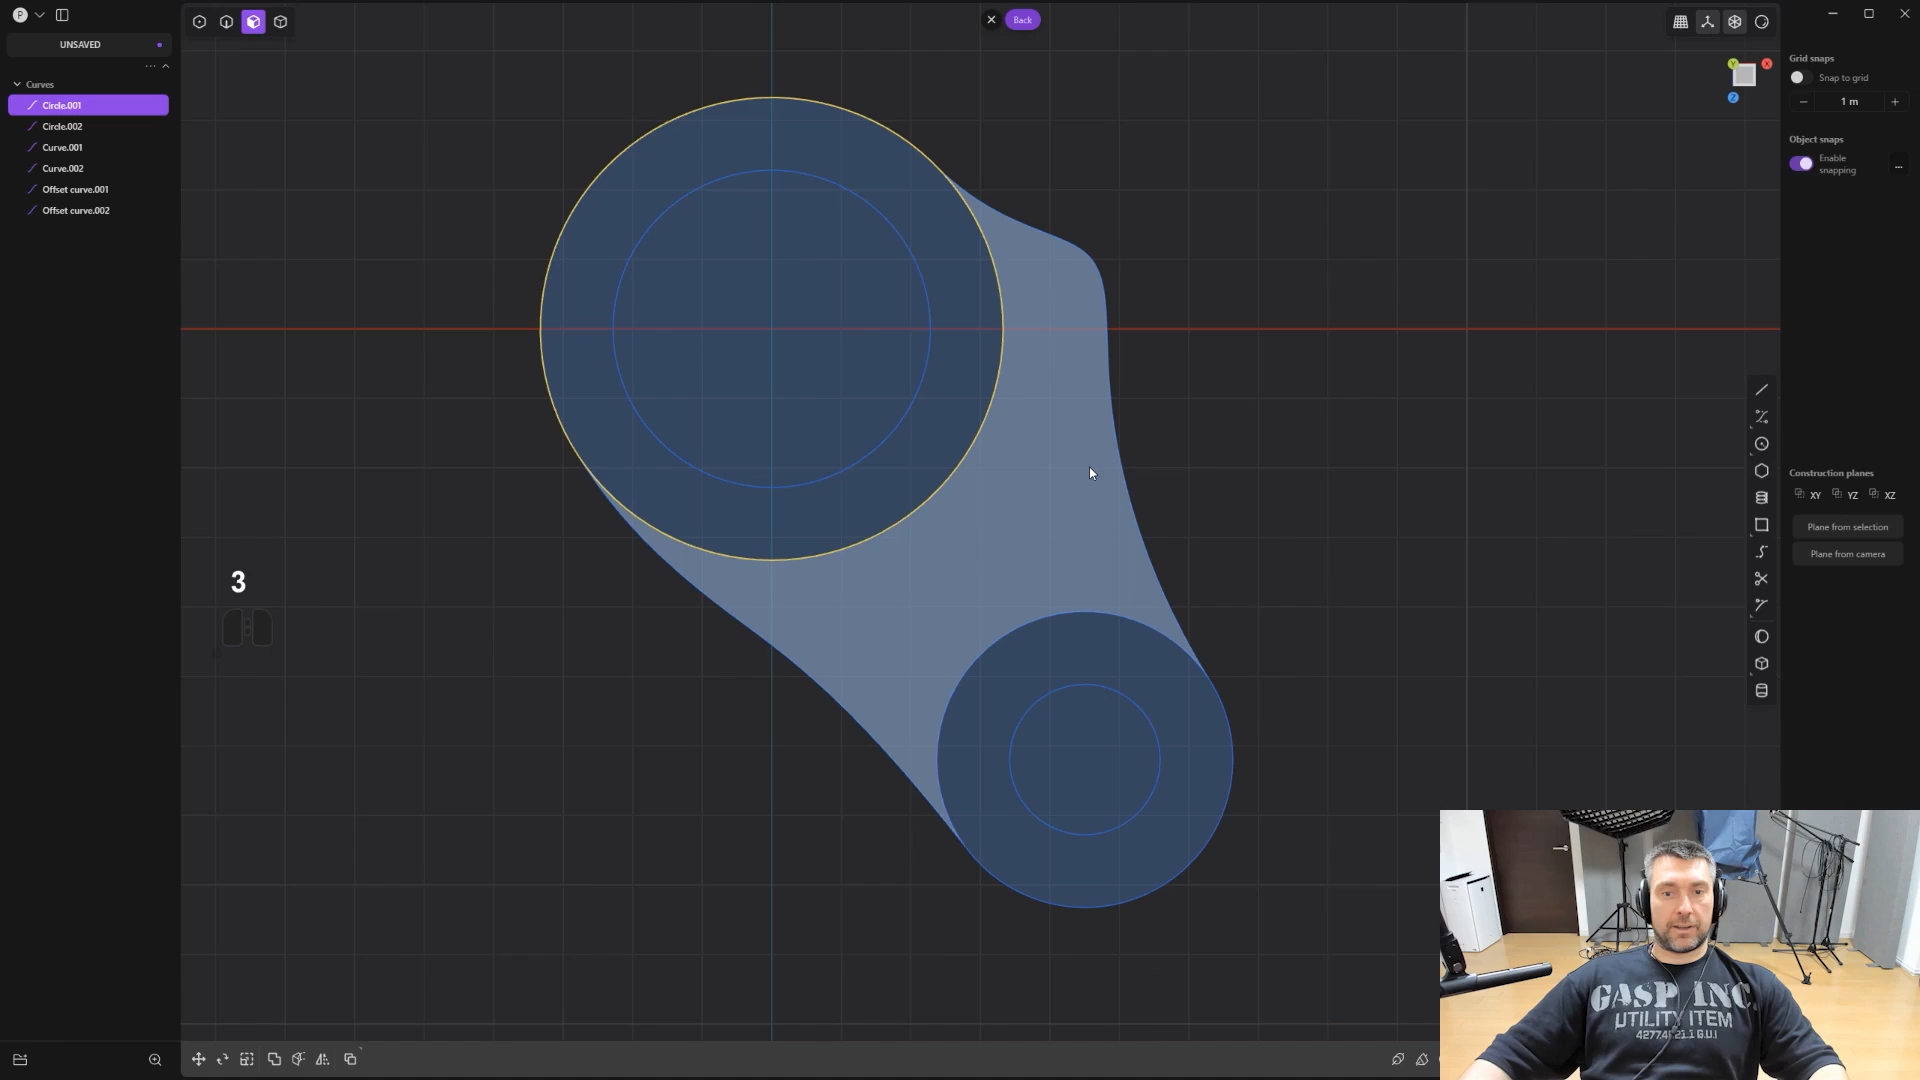 P
UNSAVED
Back
Curves
Circle.001
Circle.002
Curve.001
Curve.002
Offset curve.001
Offset curve.002
3
Y
X
Z
Grid snaps
Snap to grid
1 m
Object snaps
Enable
snapping
Construction planes
XY YZ XZ
Plane from selection
Plane from camera
GASP INC.
UTILITY ITEM